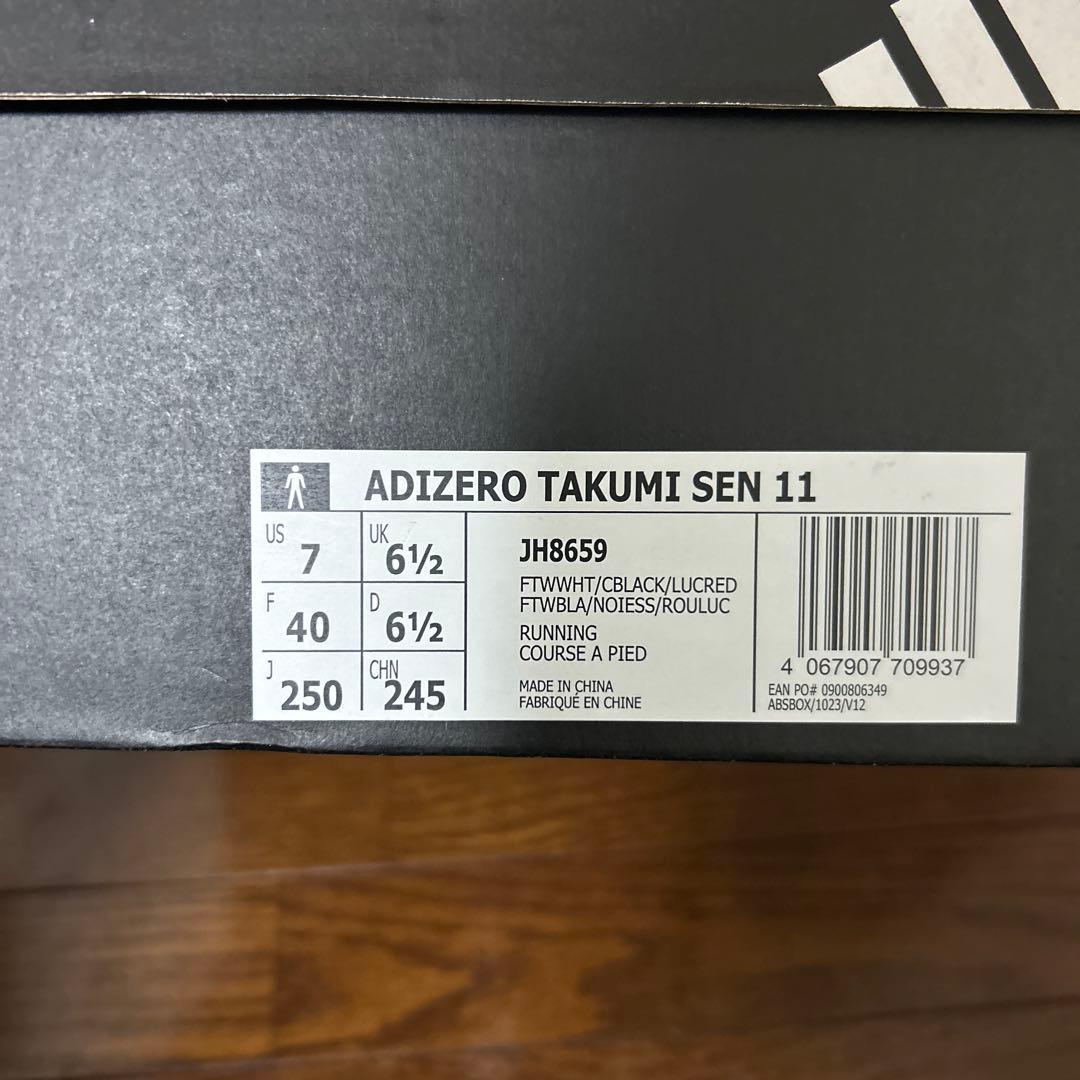 ADIZERO TAKUMI SEN 11
US 7
UK 6½
F 40
D 6½
J 250
CHN 245
JH8659
FTWWHT/CBLACK/LUCRED
FTWBLA/NOIESS/ROULUC
RUNNING
COURSE A PIED
MADE IN CHINA
FABRIQUÉ EN CHINE
4 067907 709937
EAN PO# 0900806349
ABSBOX/1023/V12